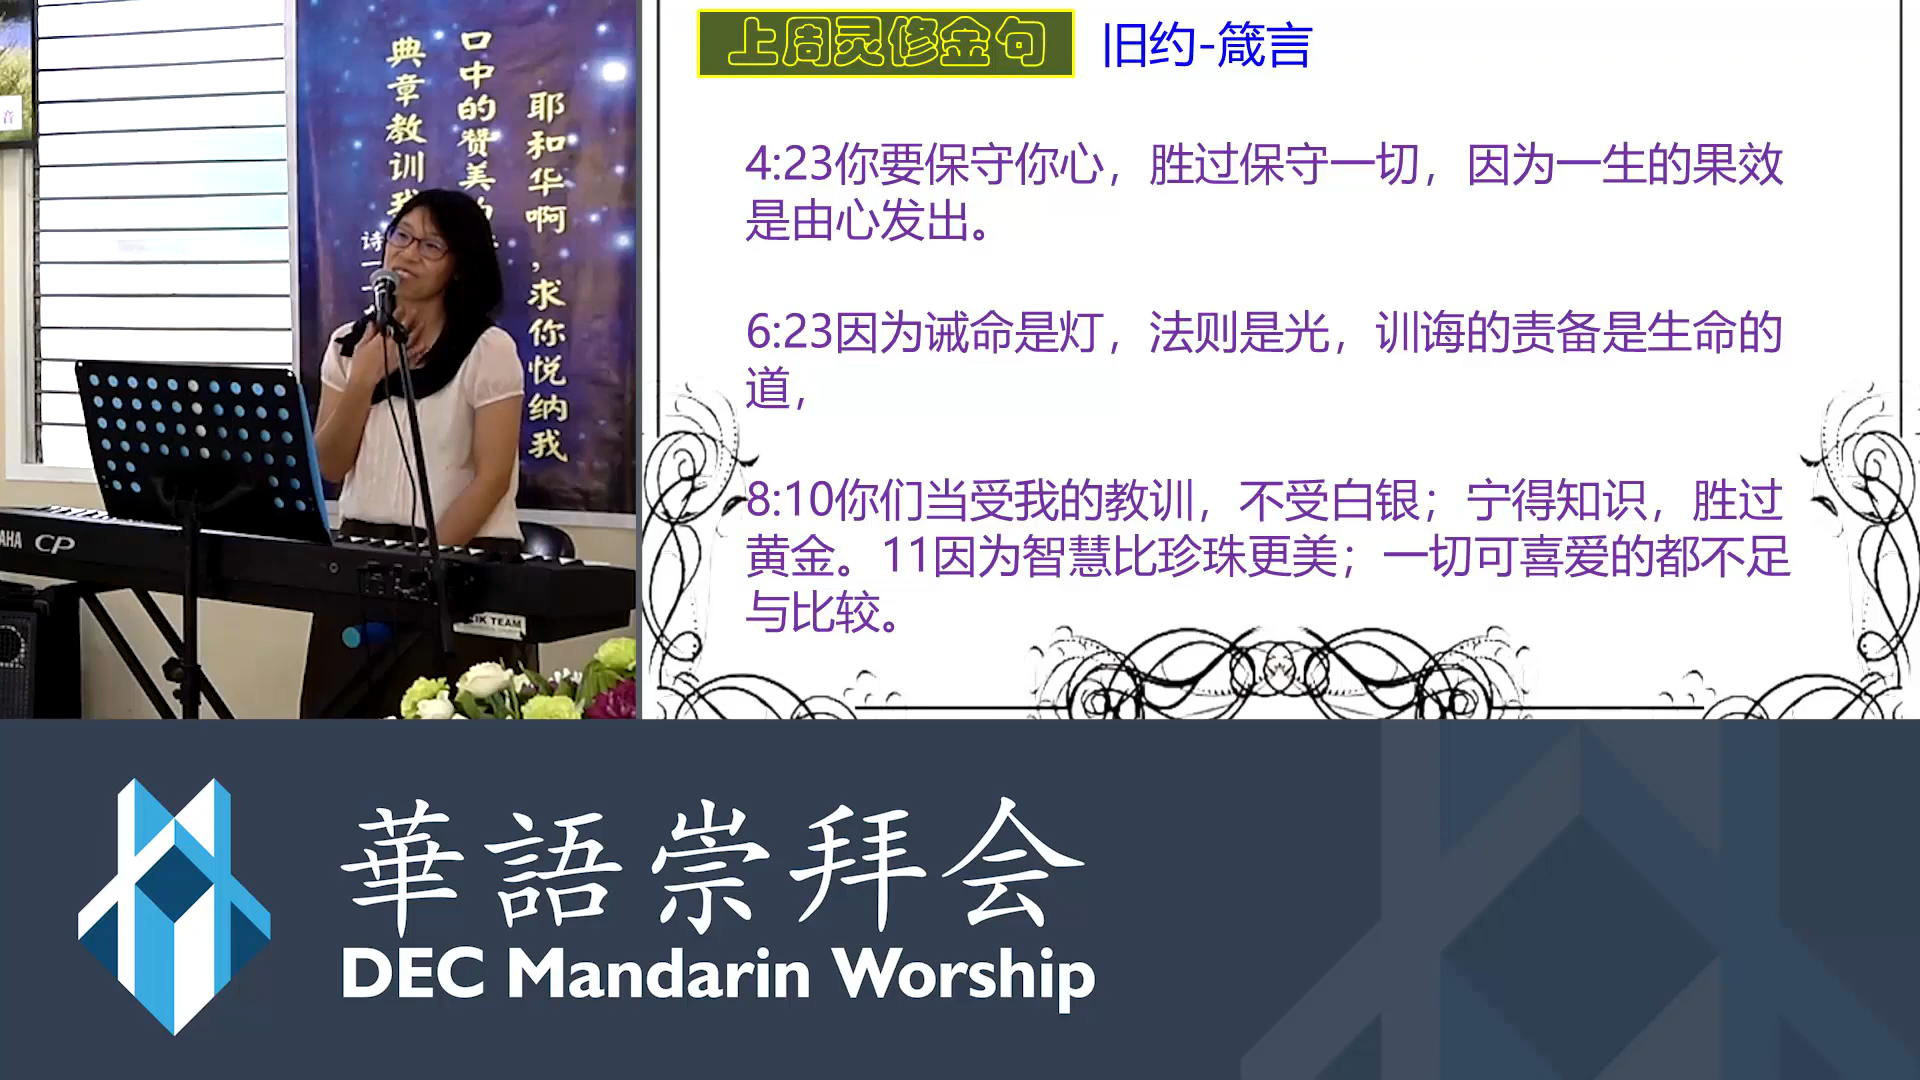 上周灵修金句 旧约-箴言
4:23你要保守你心，胜过保守一切，因为一生的果效
是由心发出。
6:23因为诫命是灯，法则是光，训诲的责备是生命的
道，
8:10你们当受我的教训，不受白银；宁得知识，胜过
黄金。11因为智慧比珍珠更美；一切可喜爱的都不足
与比较。
耶和华啊，求你悦纳我
口中的赞美
典章教训我
诗
音
AHA CP
IK TEAM
華語崇拜会
DEC Mandarin Worship